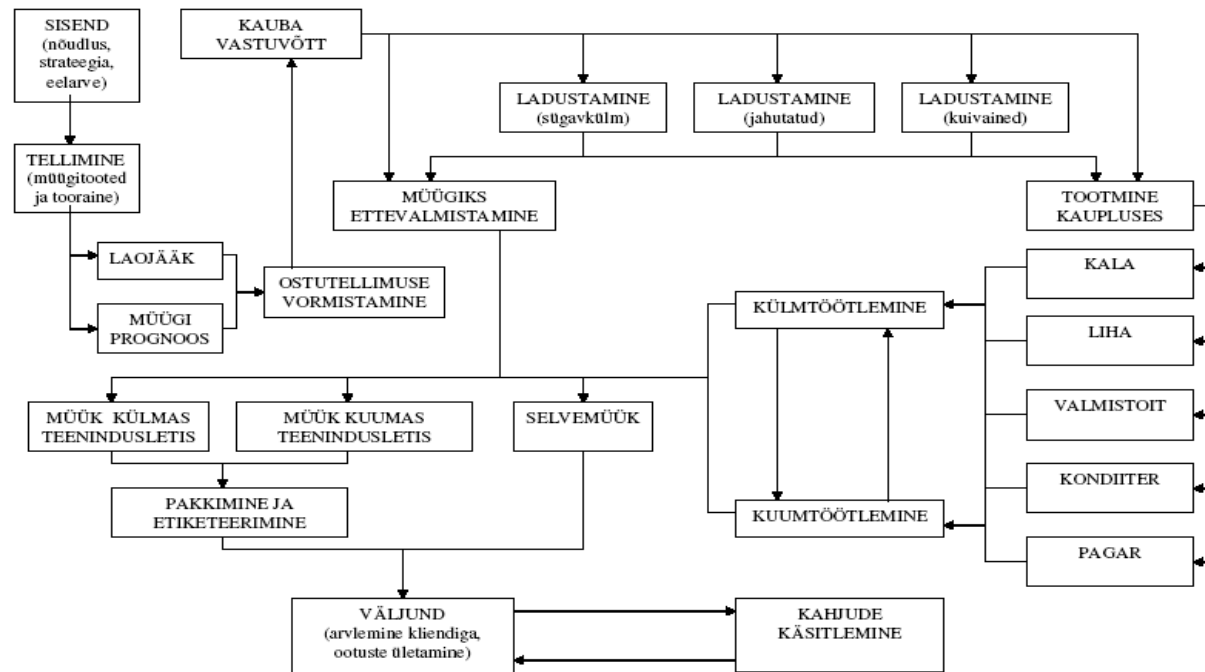 SISEND
(nõudlus,
strateegia,
eelarve)
KAUBA
VASTUVÕTT
LADUSTAMINE
(sügavkülm)
LADUSTAMINE
(jahutatud)
LADUSTAMINE
(kuivained)
TELLIMINE
(müügitooted
ja tooraine)
MÜÜGIKS
ETTEVALMISTAMINE
TOOTMINE
KAUPLUSES
LAOJÄÄK
MÜÜGI
PROGNOOS
OSTUTELLIMUSE
VORMISTAMINE
KÜLMTÖÖTLEMINE
KALA
LIHA
VALMISTOIT
KONDIITER
PAGAR
MÜÜK KÜLMAS
TEENINDUSLETIS
MÜÜK KUUMAS
TEENINDUSLETIS
SELVEMÜÜK
PAKKIMINE JA
ETIKETEERIMINE
KUUMTÖÖTLEMINE
VÄLJUND
(arvlemine kliendiga,
ootuste ületamine)
KAHJUDE
KÄSITLEMINE